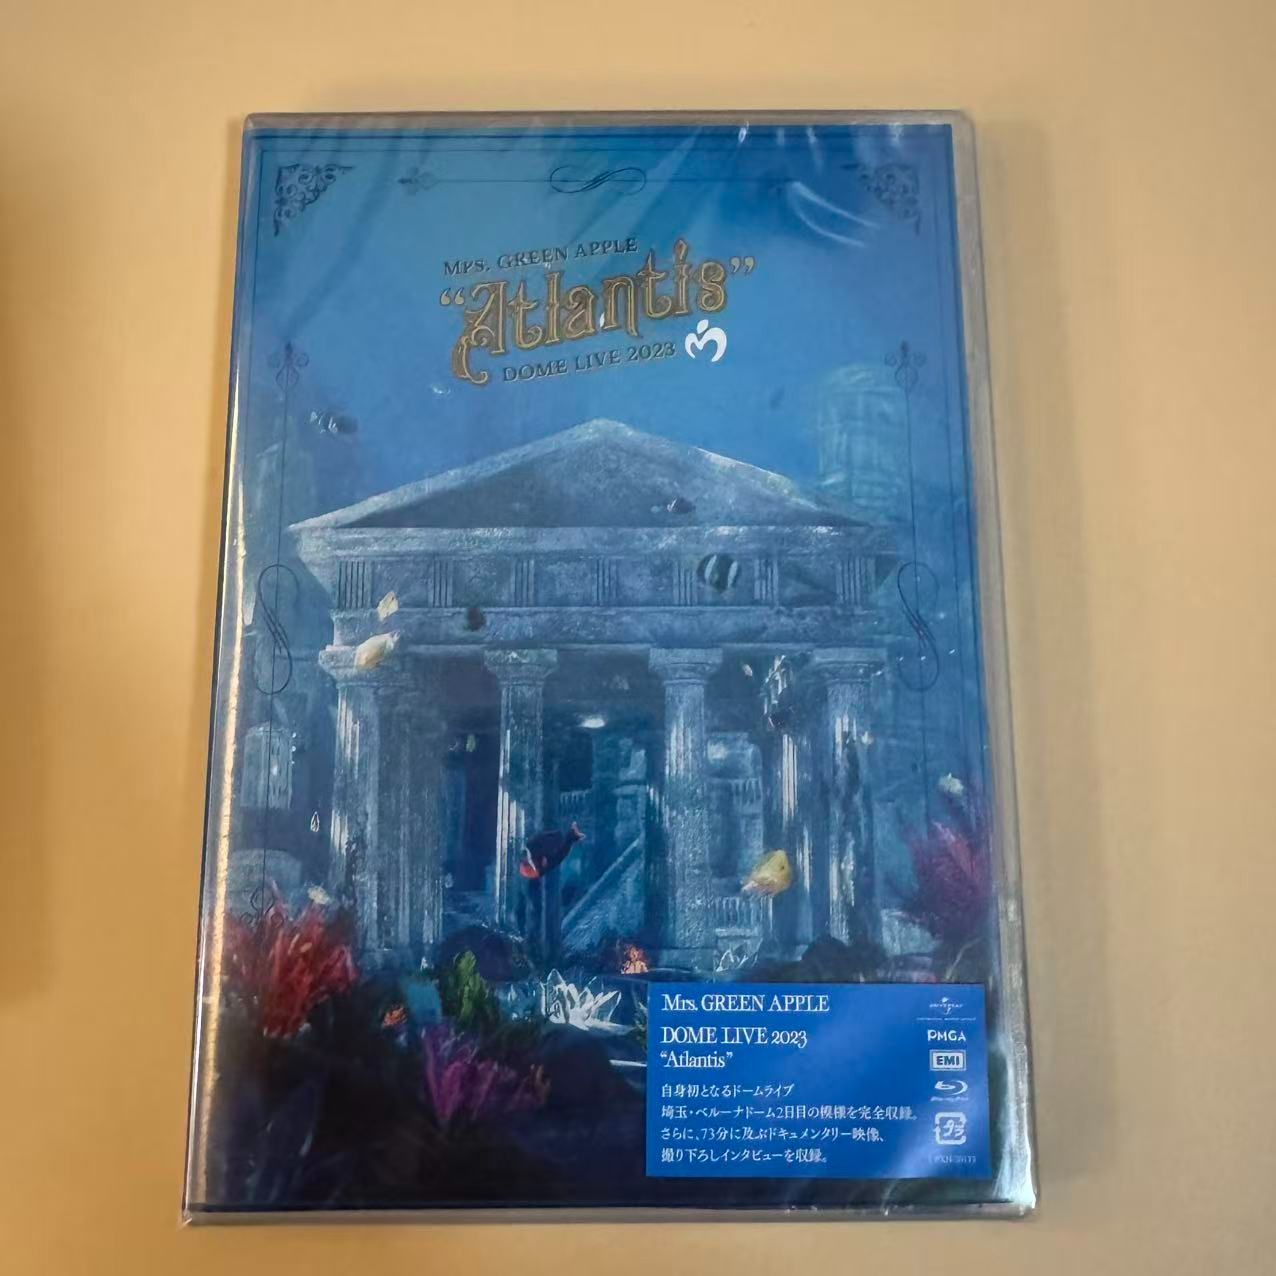 Mrs. GREEN APPLE
“Atlantis”
DOME LIVE 2023
Mrs. GREEN APPLE
DOME LIVE 2023
“Atlantis”
自身初となるドームライブ
埼玉・ベルーナドーム2日目の模様を完全収録。
さらに、73分に及ぶドキュメンタリー映像、
撮り下ろしインタビューを収録。
UNIVERSAL
PMGA
EMI
Blu-ray Disc